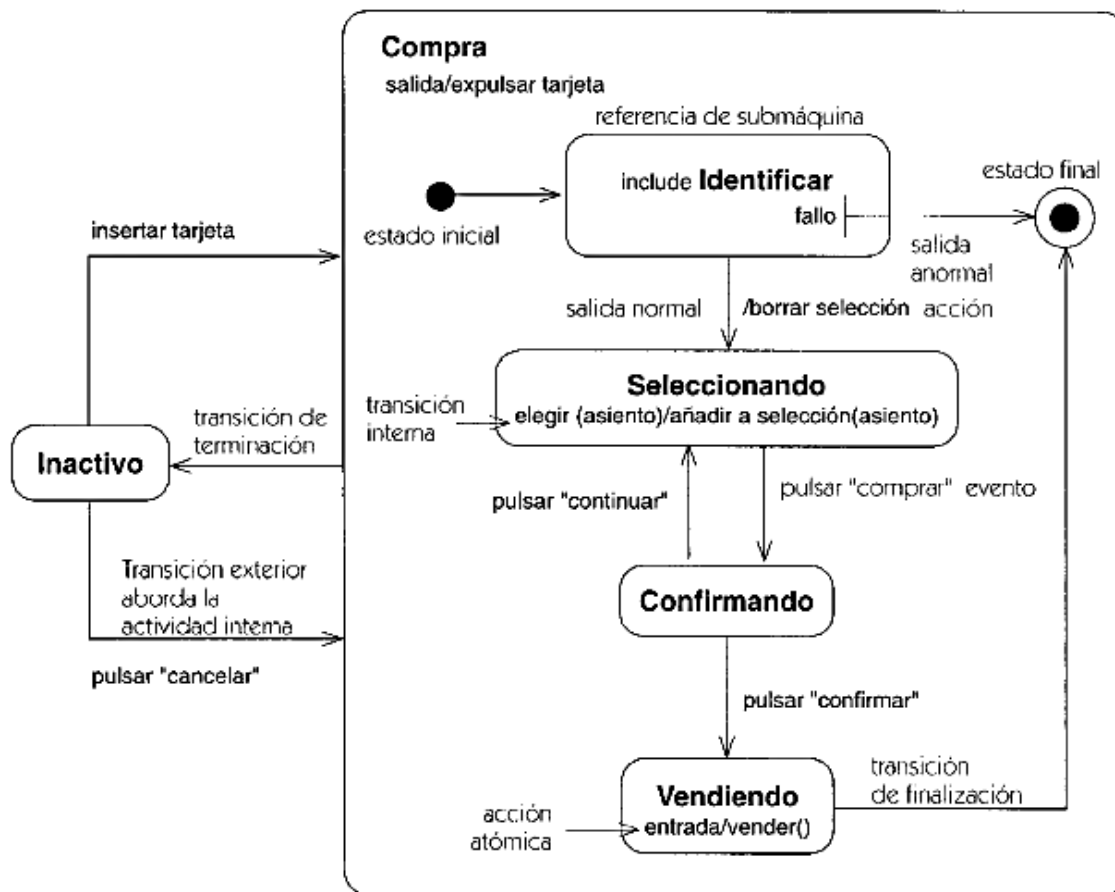 Compra
salida/expulsar tarjeta
referencia de submáquina
include Identificar
fallo
estado final
estado inicial
salida
anormal
insertar tarjeta
salida normal
/borrar selección acción
Seleccionando
elegir (asiento)/añadir a selección(asiento)
transición
interna
transición de
terminación
Inactivo
pulsar "continuar"
pulsar "comprar" evento
Transición exterior
aborda la
actividad interna
pulsar "cancelar"
Confirmando
pulsar "confirmar"
Vendiendo
entrada/vender()
transición
de finalización
acción
atómica